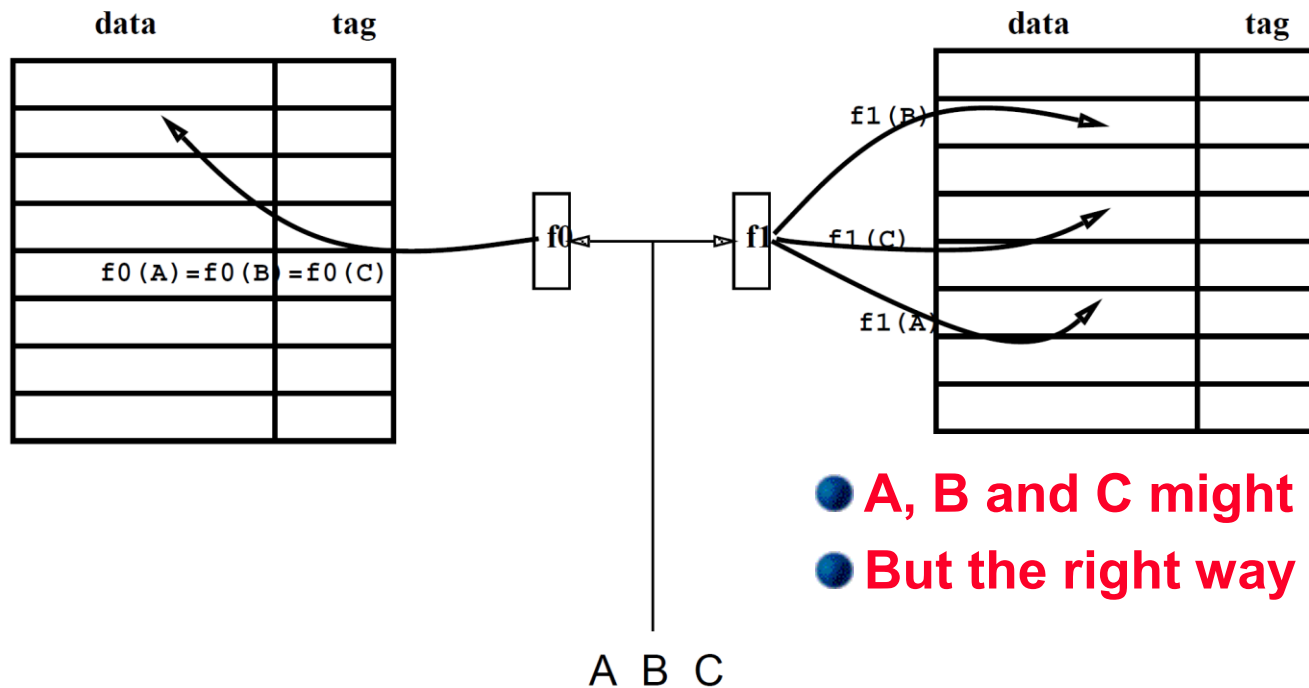 data tag
data tag
f1(B)
f0 f1
f1(C)
f0(A)=f0(B)=f0(C)
f1(A)
A, B and C might
But the right way
A B C